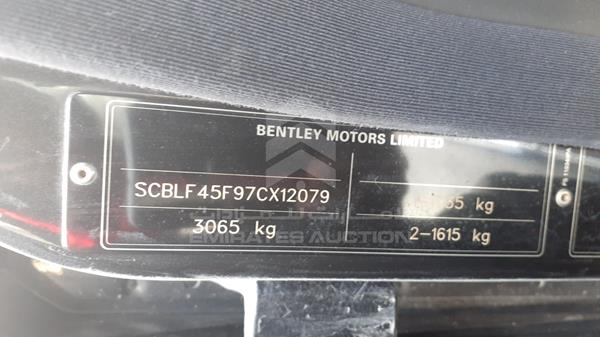 BENTLEY MOTORS LIMITED
SCBLF45F97CX12079
kg
3065 kg
2-1615 kg
EMIRATES AUCTION